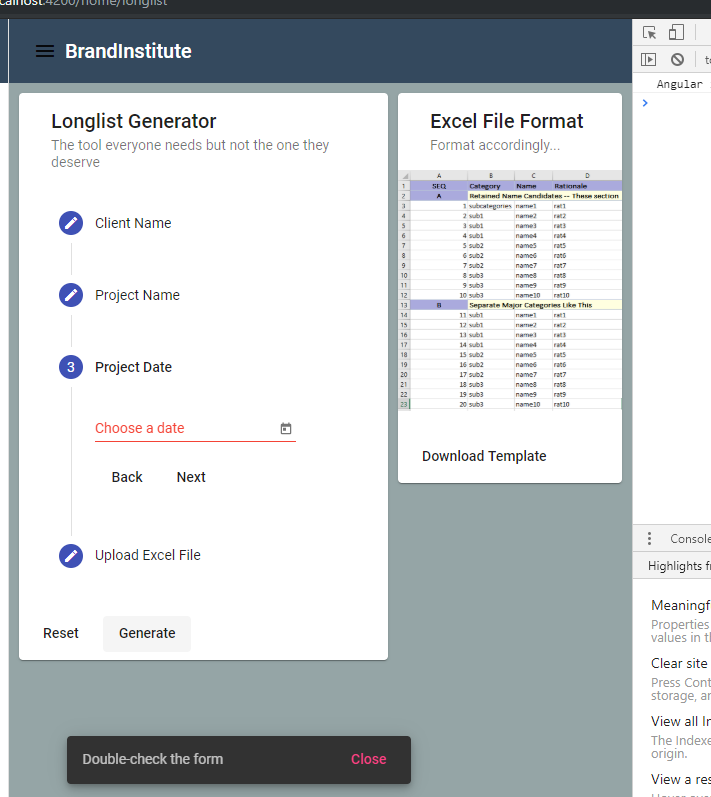 localhost:4200/home/longlist
BrandInstitute
Longlist Generator
The tool everyone needs but not the one they
deserve
Client Name
Project Name
3 Project Date
Choose a date
Back Next
Upload Excel File
Reset Generate
Excel File Format
Format accordingly...
A B C D
1 SEQ Category Name Rationale
2 A Retained Name Candidates -- These section
3 1 subcategories name1 rat1
4 2 sub1 name2 rat2
5 3 sub1 name3 rat3
6 4 sub1 name4 rat4
7 5 sub2 name5 rat5
8 6 sub2 name6 rat6
9 7 sub2 name7 rat7
10 8 sub3 name8 rat8
11 9 sub3 name9 rat9
12 10 sub3 name10 rat10
13 B Separate Major Categories Like This
14 11 sub1 name1 rat1
15 12 sub1 name2 rat2
16 13 sub1 name3 rat3
17 14 sub1 name4 rat4
18 15 sub2 name5 rat5
19 16 sub2 name6 rat6
20 17 sub2 name7 rat7
21 18 sub3 name8 rat8
22 19 sub3 name9 rat9
23 20 sub3 name10 rat10
Download Template
Double-check the form Close
to
Angular
Console
Highlights f
Meaningf
Properties
values in t
Clear site
Press Cont
storage, a
View all I
The Indexe
origin.
View a res